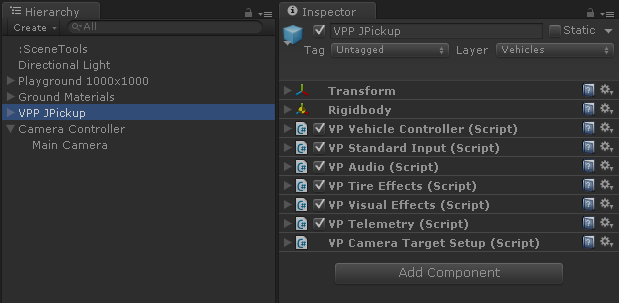 Hierarchy
Create All
:SceneTools
Directional Light
Playground 1000x1000
Ground Materials
VPP JPickup
Camera Controller
Main Camera
Inspector
VPP JPickup Static
Tag Untagged Layer Vehicles
Transform
Rigidbody
VP Vehicle Controller (Script)
VP Standard Input (Script)
VP Audio (Script)
VP Tire Effects (Script)
VP Visual Effects (Script)
VP Telemetry (Script)
VP Camera Target Setup (Script)
Add Component